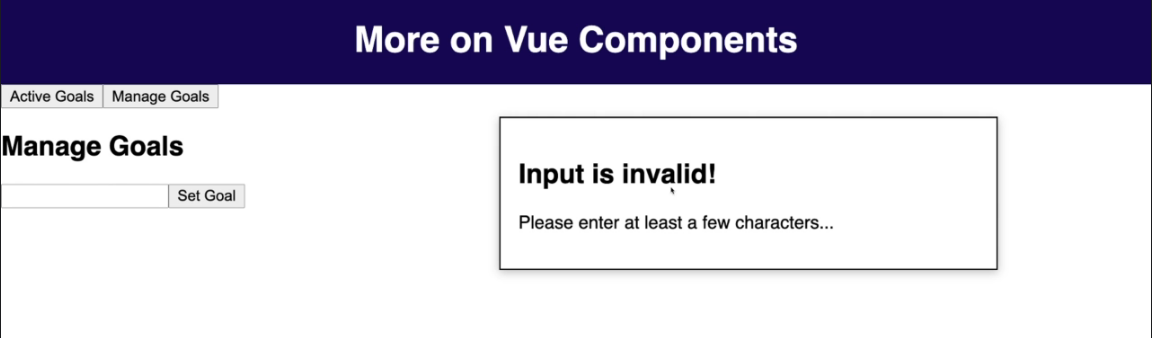 More on Vue Components
Active Goals Manage Goals
Manage Goals
Set Goal
Input is invalid!
Please enter at least a few characters...